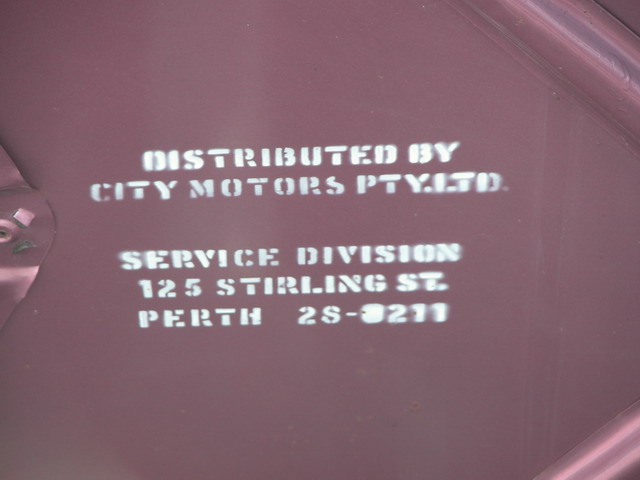 DISTRIBUTED BY
CITY MOTORS PTY.LTD.
SERVICE DIVISION
125 STIRLING ST.
PERTH